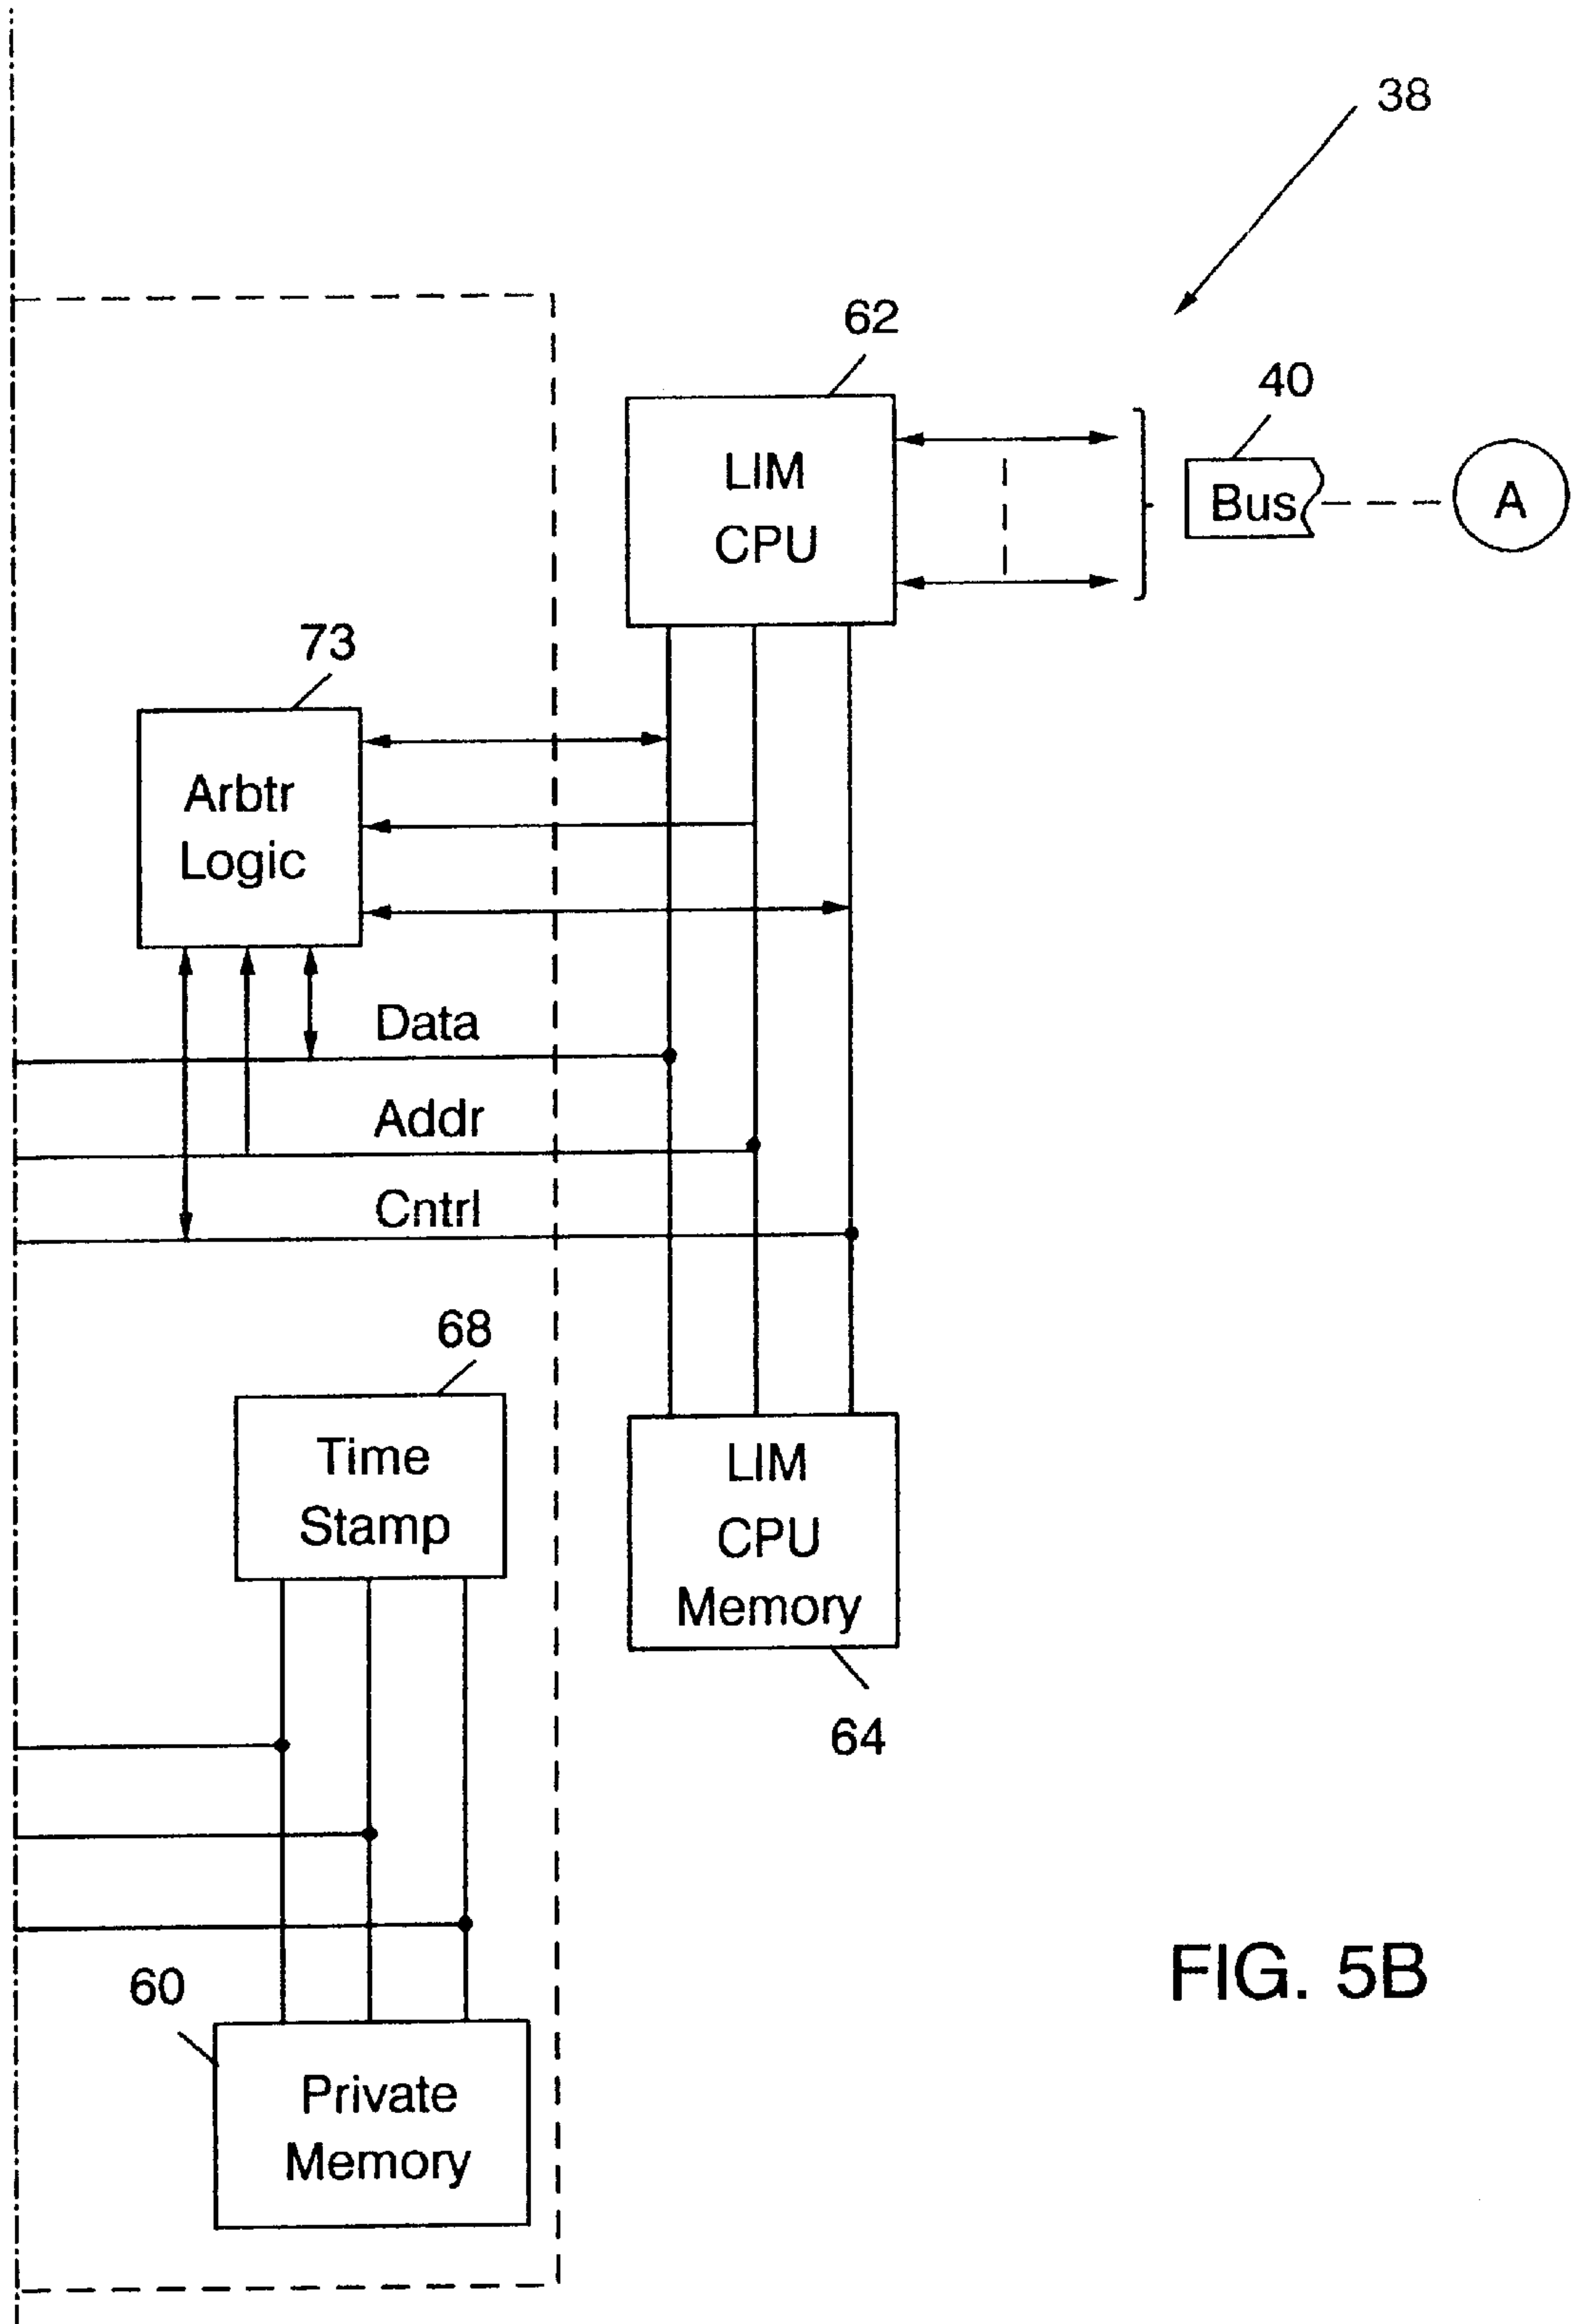 38
62
LIM
CPU
40
Bus
A
73
Arbtr
Logic
Data
Addr
Cntrl
68
Time
Stamp
LIM
CPU
Memory
64
60
Private
Memory
FIG. 5B